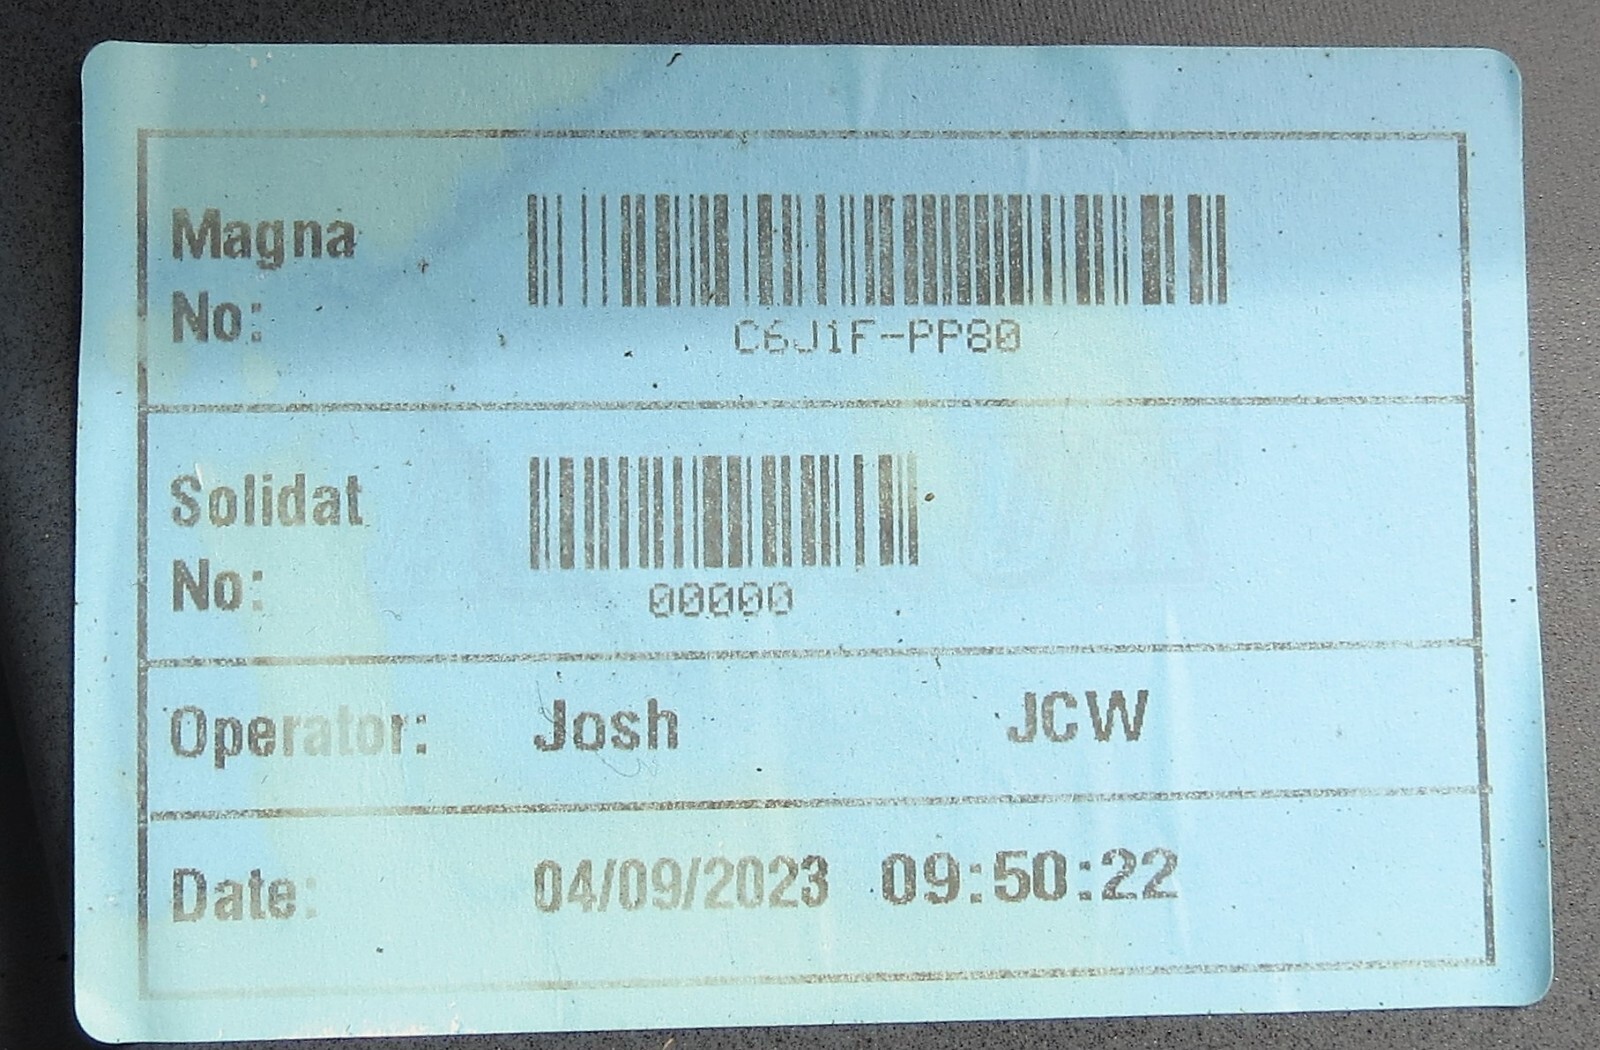 Magna
No:
C6J1F-PP80
Solidat
No:
00000
Operator: Josh JCW
Date: 04/09/2023 09:50:22